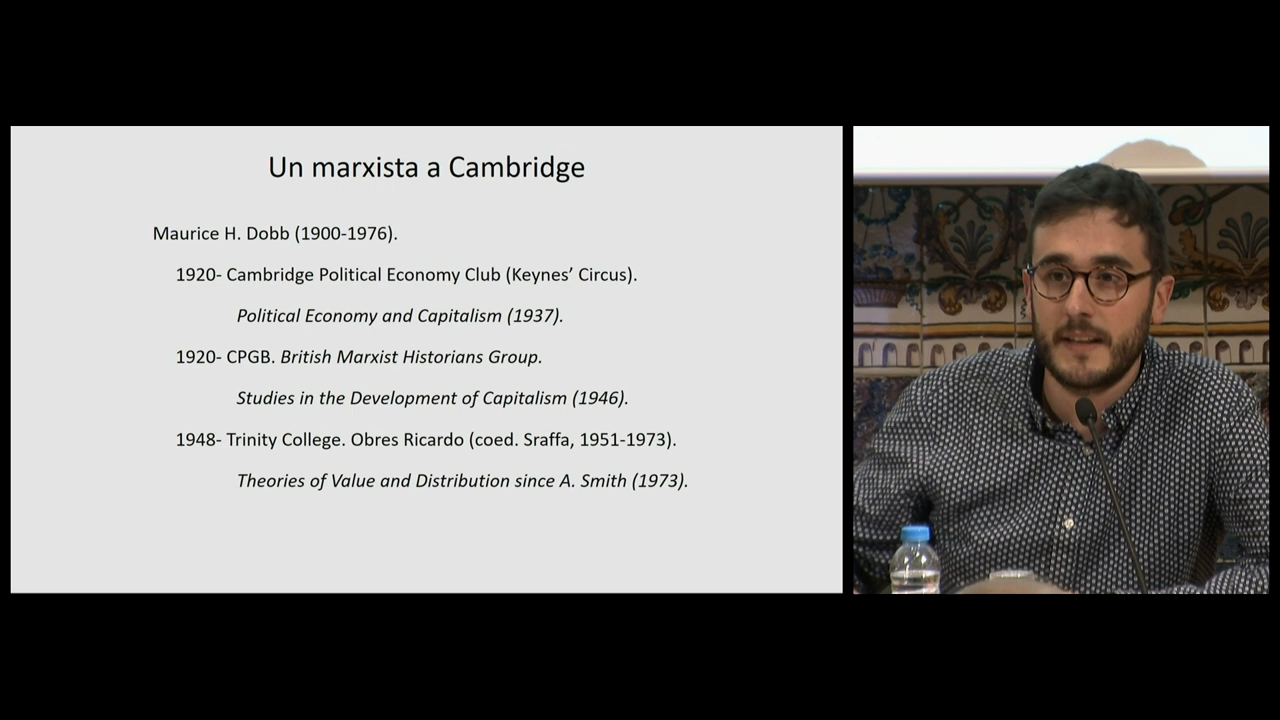 Un marxista a Cambridge
Maurice H. Dobb (1900-1976).
1920- Cambridge Political Economy Club (Keynes’ Circus).
Political Economy and Capitalism (1937).
1920- CPGB. British Marxist Historians Group.
Studies in the Development of Capitalism (1946).
1948- Trinity College. Obres Ricardo (coed. Sraffa, 1951-1973).
Theories of Value and Distribution since A. Smith (1973).